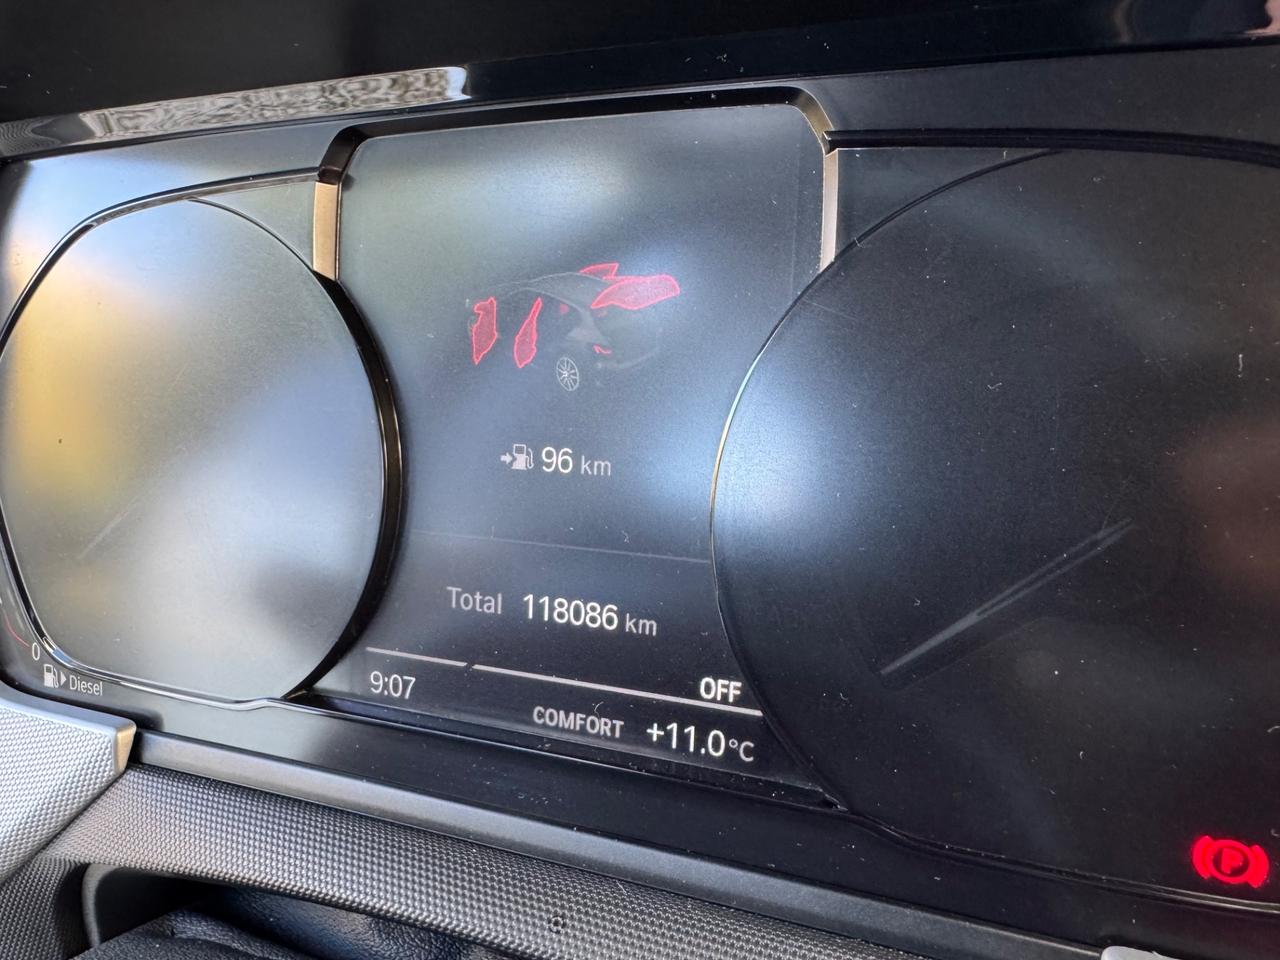 96 km
Total 118086 km
0
Diesel
9:07
OFF
COMFORT +11.0°C
P